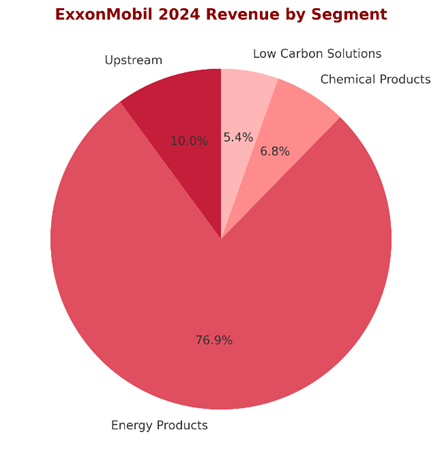 ExxonMobil 2024 Revenue by Segment
Low Carbon Solutions
Upstream
Chemical Products
5.4%
10.0%
6.8%
76.9%
Energy Products